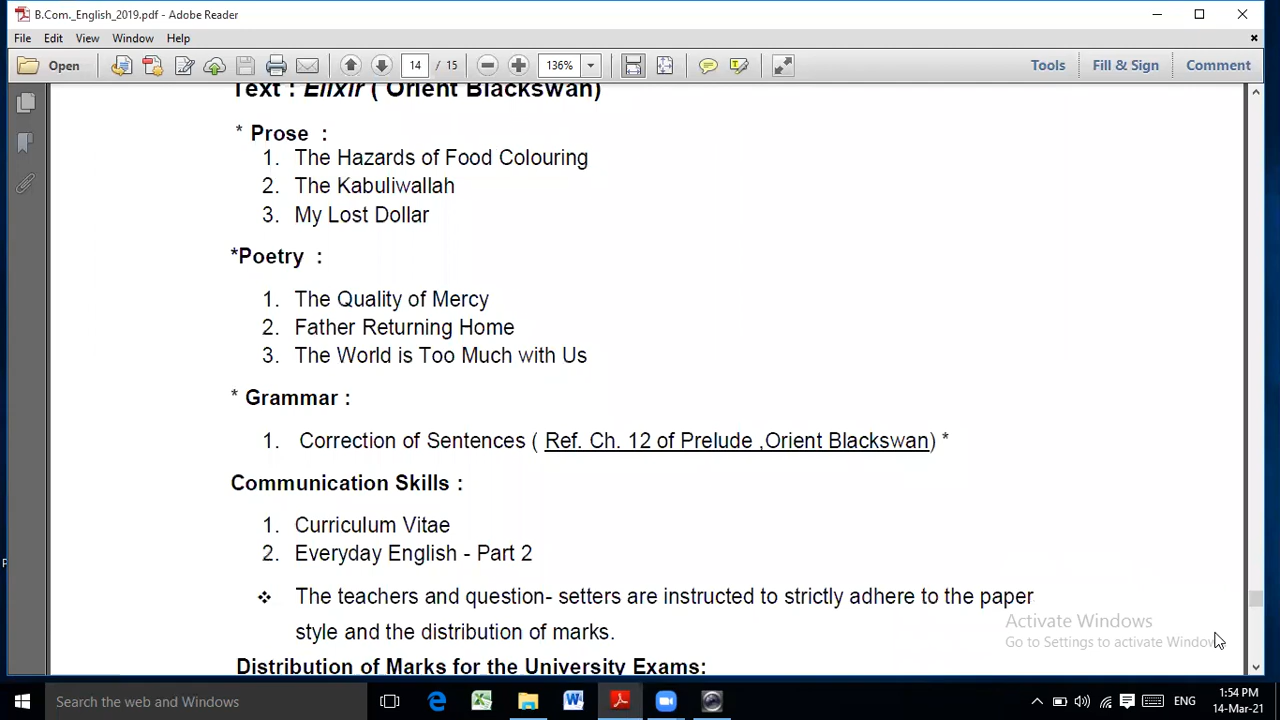 B.Com._English_2019.pdf - Adobe Reader
File Edit View Window Help
Open 14 / 15 136% Tools Fill & Sign Comment
Text : Elixir ( Orient Blackswan)
* Prose :
1. The Hazards of Food Colouring
2. The Kabuliwallah
3. My Lost Dollar
*Poetry :
1. The Quality of Mercy
2. Father Returning Home
3. The World is Too Much with Us
* Grammar :
1. Correction of Sentences ( Ref. Ch. 12 of Prelude ,Orient Blackswan) *
Communication Skills :
1. Curriculum Vitae
2. Everyday English - Part 2
❖ The teachers and question- setters are instructed to strictly adhere to the paper
style and the distribution of marks.
Activate Windows
Go to Settings to activate Windows
Distribution of Marks for the University Exams:
Search the web and Windows
ENG
1:54 PM
14-Mar-21